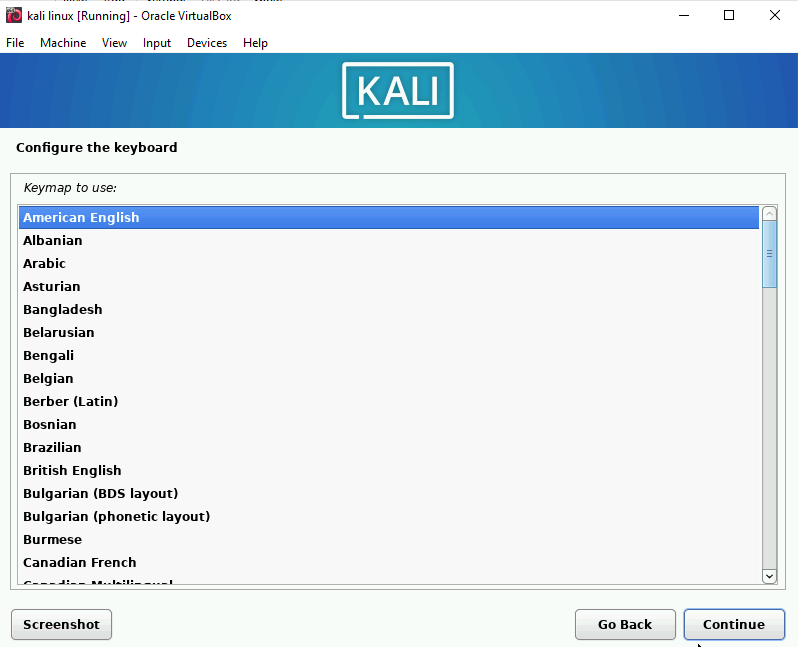 kali linux [Running] - Oracle VirtualBox
File Machine View Input Devices Help
KALI
Configure the keyboard
Keymap to use:
American English
Albanian
Arabic
Asturian
Bangladesh
Belarusian
Bengali
Belgian
Berber (Latin)
Bosnian
Brazilian
British English
Bulgarian (BDS layout)
Bulgarian (phonetic layout)
Burmese
Canadian French
Canadian Multilingual
Screenshot Go Back Continue